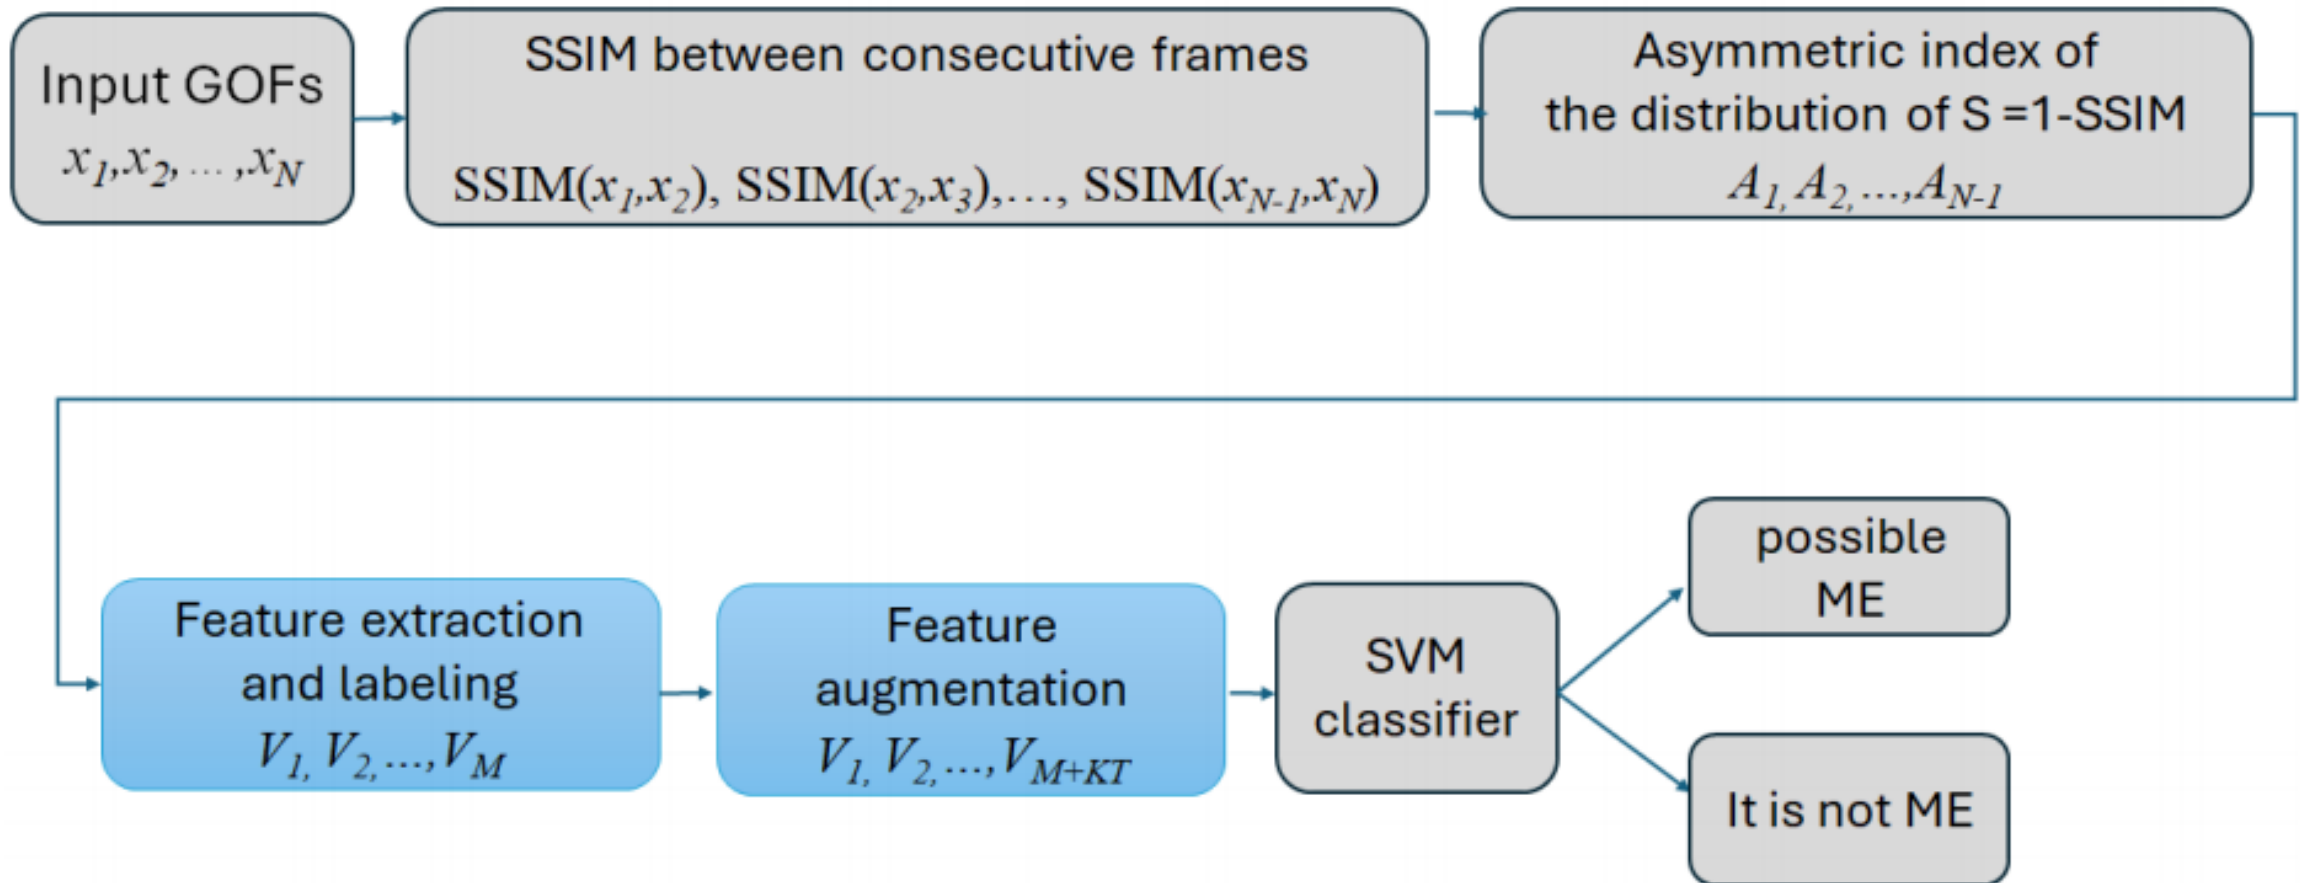 Input GOFs
x1,x2, ... ,xN
SSIM between consecutive frames
SSIM(x1,x2), SSIM(x2,x3),..., SSIM(xN-1,xN)
Asymmetric index of
the distribution of S =1-SSIM
A1, A2, ...,AN-1
Feature extraction
and labeling
V1, V2, ...,VM
Feature
augmentation
V1, V2, ...,VM+KT
SVM
classifier
possible
ME
It is not ME